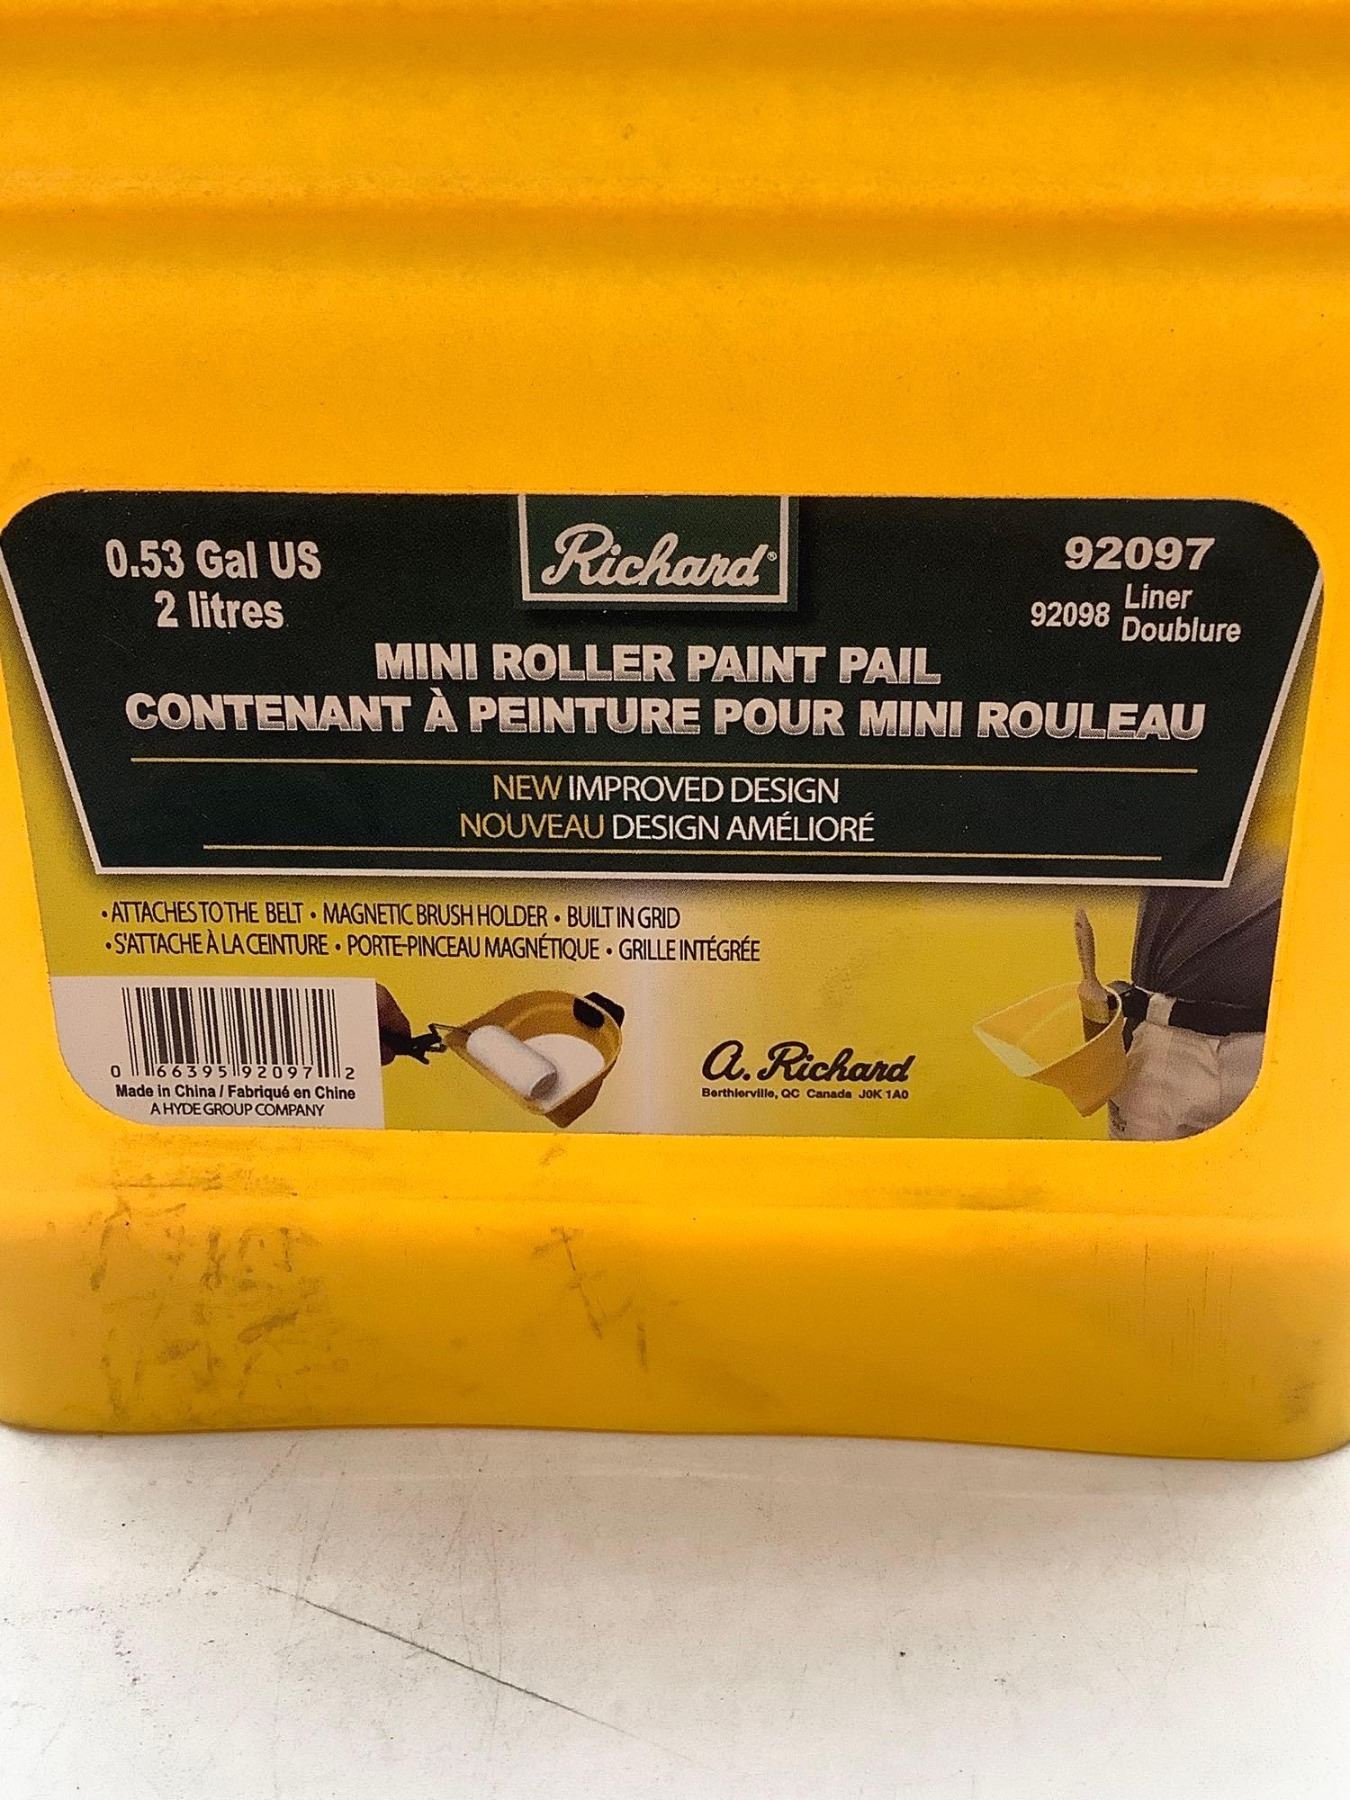 0.53 Gal US
2 litres
Richard®
92097
92098 Liner
Doublure
MINI ROLLER PAINT PAIL
CONTENANT À PEINTURE POUR MINI ROULEAU
NEW IMPROVED DESIGN
NOUVEAU DESIGN AMÉLIORÉ
• ATTACHES TO THE BELT • MAGNETIC BRUSH HOLDER • BUILT IN GRID
• S'ATTACHE À LA CEINTURE • PORTE-PINCEAU MAGNÉTIQUE • GRILLE INTÉGRÉE
0 66395 92097 2
Made in China / Fabriqué en Chine
A HYDE GROUP COMPANY
A. Richard
Berthierville, QC Canada J0K 1A0